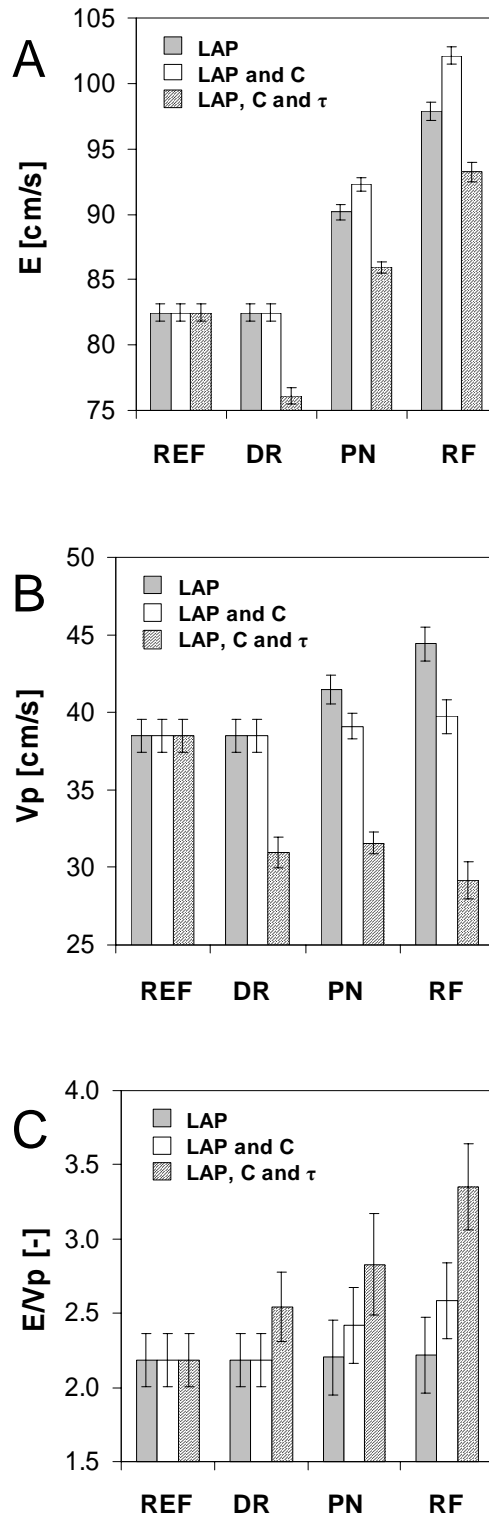 A
LAP
LAP and C
LAP, C and τ
E [cm/s]
105
100
95
90
85
80
75
REF DR PN RF
B
LAP
LAP and C
LAP, C and τ
Vp [cm/s]
50
45
40
35
30
25
REF DR PN RF
C
LAP
LAP and C
LAP, C and τ
E/Vp [-]
4.0
3.5
3.0
2.5
2.0
1.5
REF DR PN RF